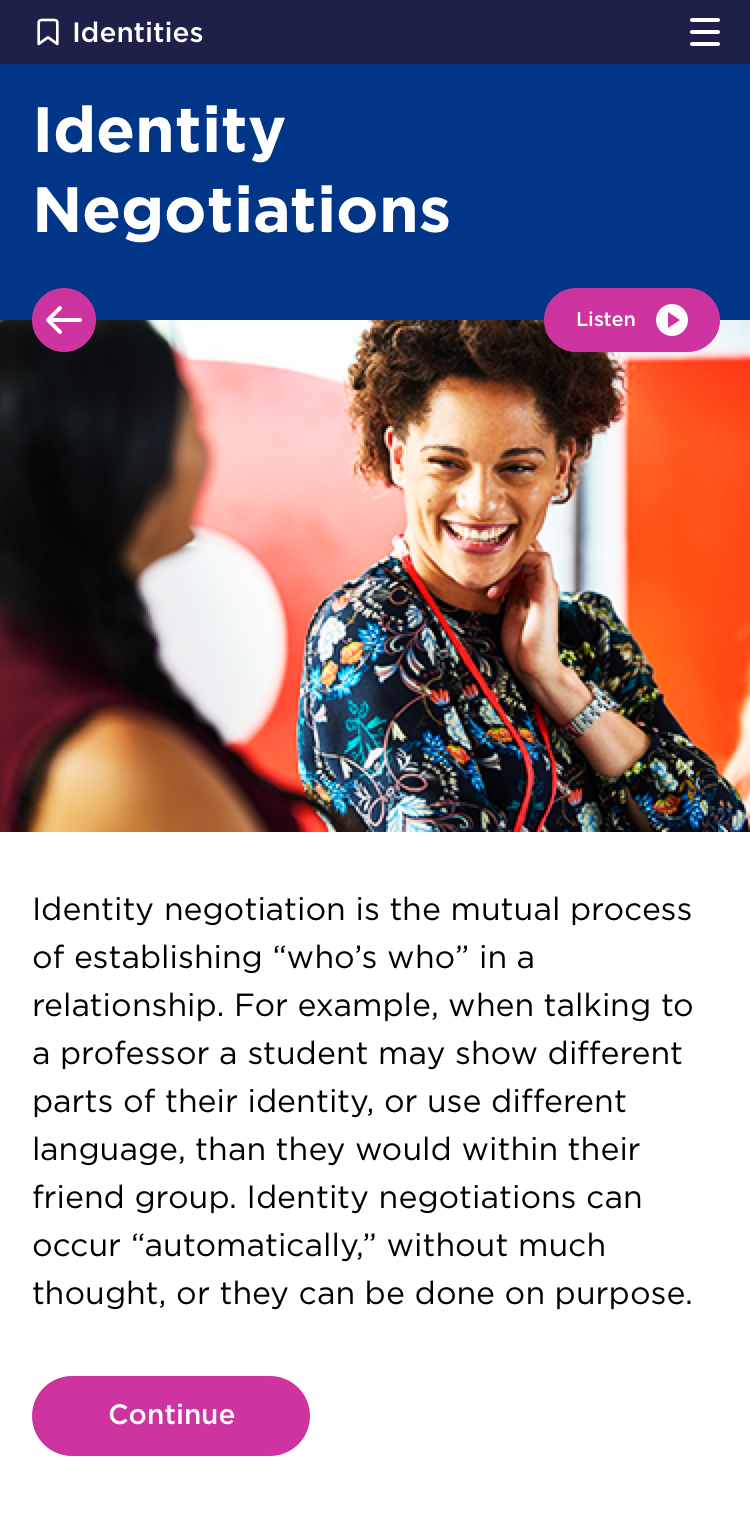 Identities
Identity
Negotiations
Listen
Identity negotiation is the mutual process
of establishing “who’s who” in a
relationship. For example, when talking to
a professor a student may show different
parts of their identity, or use different
language, than they would within their
friend group. Identity negotiations can
occur “automatically,” without much
thought, or they can be done on purpose.
Continue